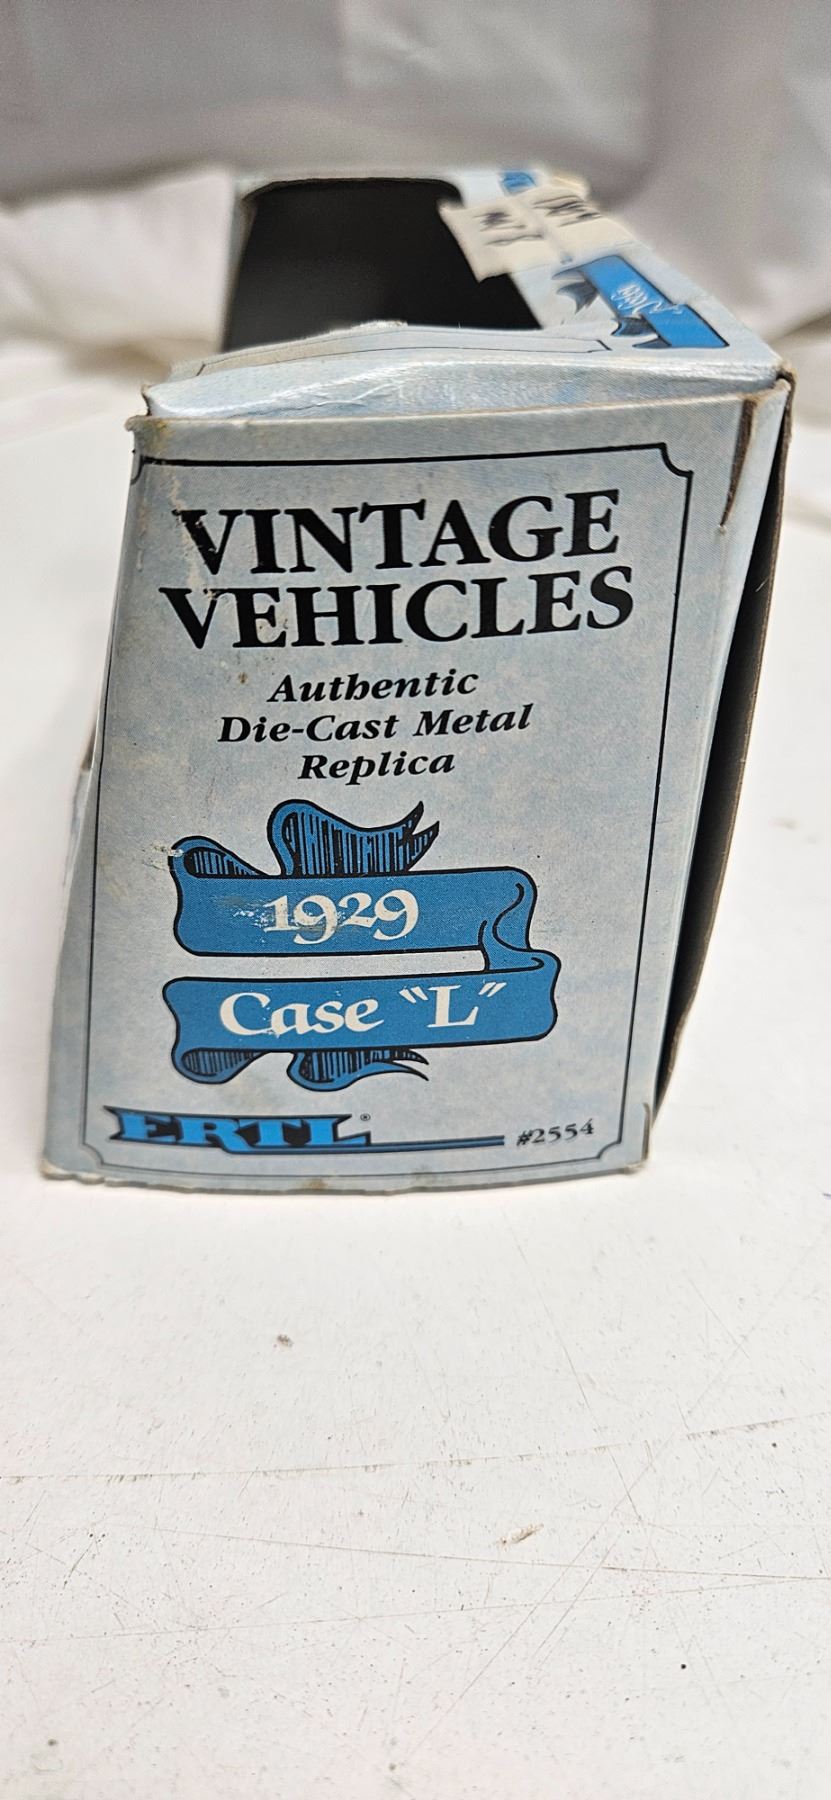 VINTAGE
VEHICLES
Authentic
Die-Cast Metal
Replica
1929
Case "L"
ERTL®
#2554